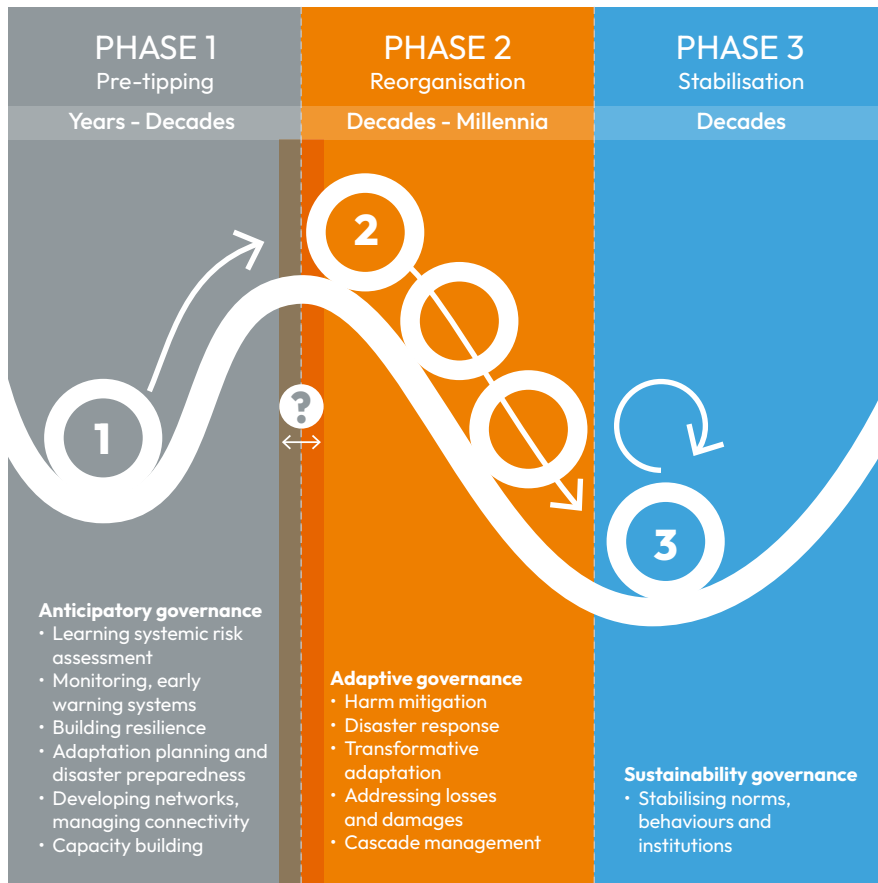 PHASE 1
Pre-tipping
Years - Decades
PHASE 2
Reorganisation
Decades - Millennia
PHASE 3
Stabilisation
Decades
1
?
2
3
Anticipatory governance
• Learning systemic risk
assessment
• Monitoring, early
warning systems
• Building resilience
• Adaptation planning and
disaster preparedness
• Developing networks,
managing connectivity
• Capacity building
Adaptive governance
• Harm mitigation
• Disaster response
• Transformative
adaptation
• Addressing losses
and damages
• Cascade management
Sustainability governance
• Stabilising norms,
behaviours and
institutions